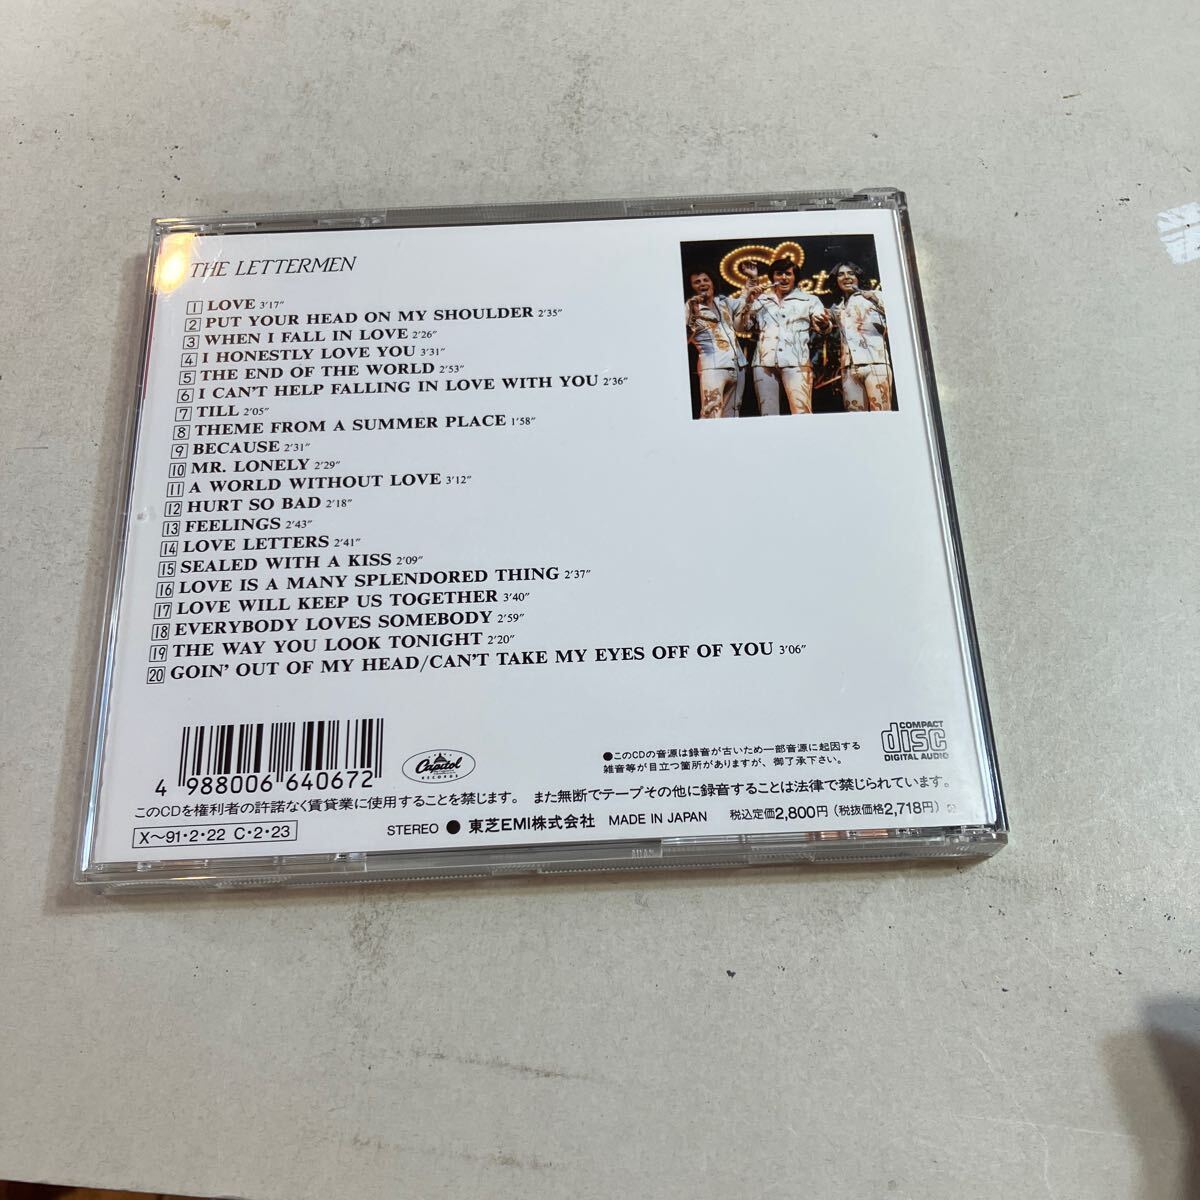 THE LETTERMEN
1 LOVE 3'17"
2 PUT YOUR HEAD ON MY SHOULDER 2'35"
3 WHEN I FALL IN LOVE 2'26"
4 I HONESTLY LOVE YOU 3'31"
5 THE END OF THE WORLD 2'53"
6 I CAN'T HELP FALLING IN LOVE WITH YOU 2'36"
7 TILL 2'05"
8 THEME FROM A SUMMER PLACE 1'58"
9 BECAUSE 2'31"
10 MR. LONELY 2'29"
11 A WORLD WITHOUT LOVE 3'12"
12 HURT SO BAD 2'18"
13 FEELINGS 2'43"
14 LOVE LETTERS 2'41"
15 SEALED WITH A KISS 2'09"
16 LOVE IS A MANY SPLENDORED THING 2'37"
17 LOVE WILL KEEP US TOGETHER 3'40"
18 EVERYBODY LOVES SOMEBODY 2'59"
19 THE WAY YOU LOOK TONIGHT 2'20"
20 GOIN' OUT OF MY HEAD/CAN'T TAKE MY EYES OFF OF YOU 3'06"
4 988006 640672
Capitol
RECORDS
●このCDの音源は録音が古いため一部音源に起因する
雑音等が目立つ箇所がありますが、御了承下さい。
COMPACT
disc
DIGITAL AUDIO
このCDを権利者の許諾なく賃貸業に使用することを禁じます。また無断でテープその他に録音することは法律で禁じられています。
X〜91・2・22 C・2・23
STEREO ● 東芝EMI株式会社 MADE IN JAPAN 税込定価2,800円(税抜価格2,718円)